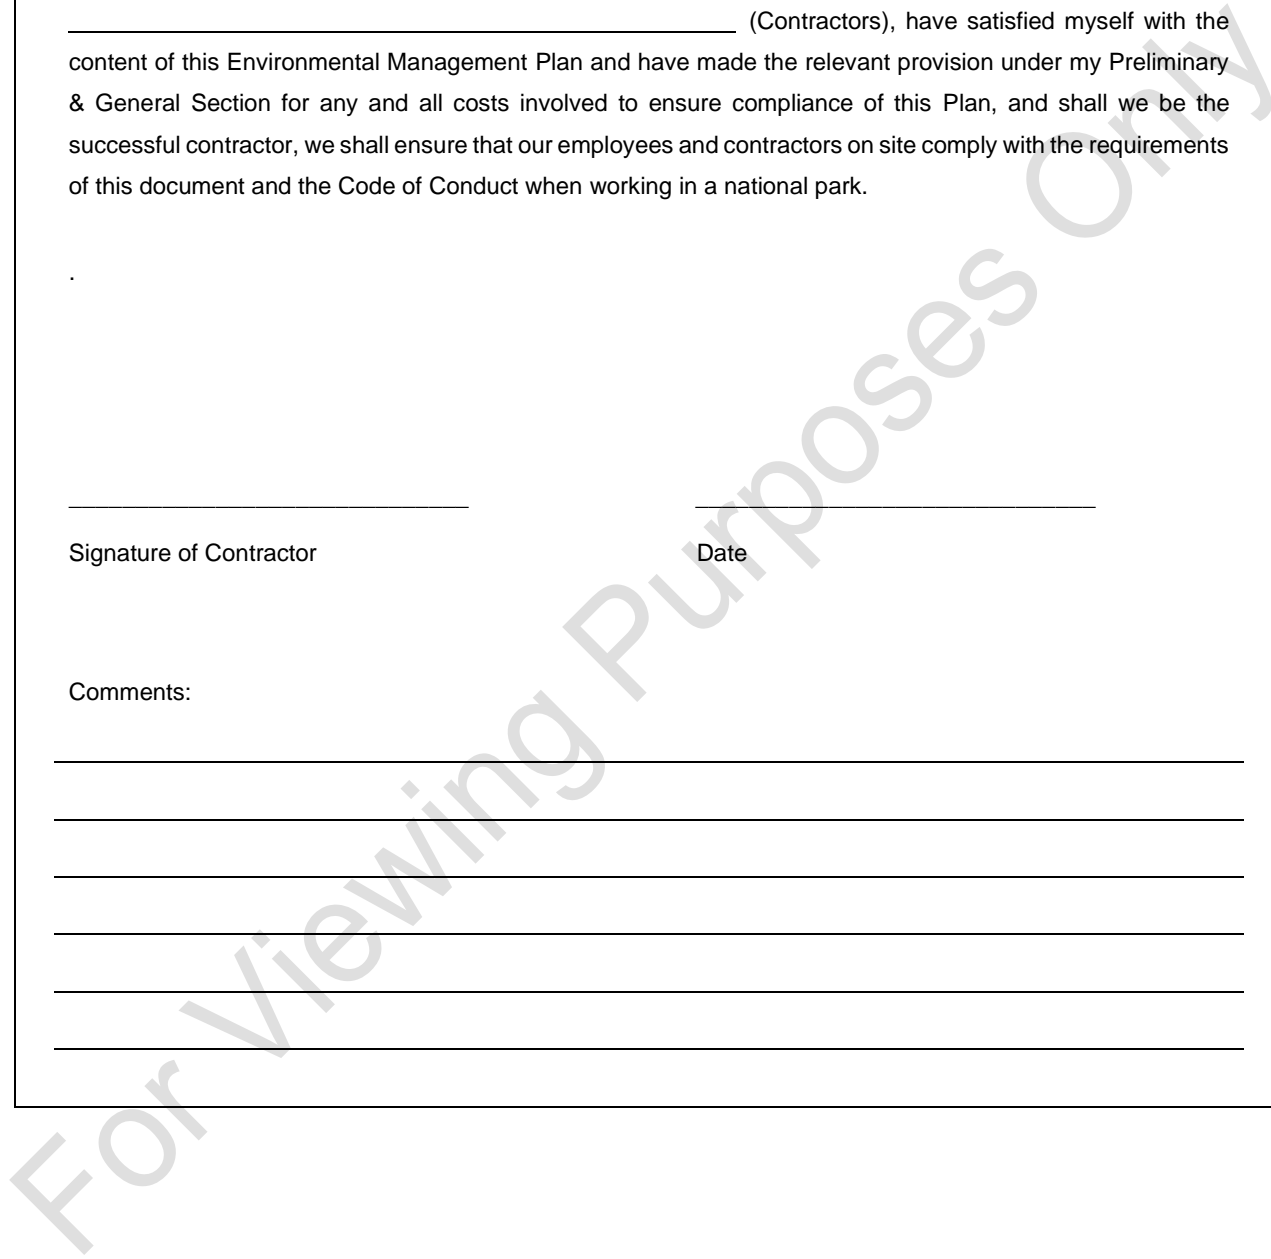 (Contractors), have satisfied myself with the
content of this Environmental Management Plan and have made the relevant provision under my Preliminary
& General Section for any and all costs involved to ensure compliance of this Plan, and shall we be the
successful contractor, we shall ensure that our employees and contractors on site comply with the requirements
of this document and the Code of Conduct when working in a national park.
.
Signature of Contractor Date
Comments:
For Viewing Purposes Only